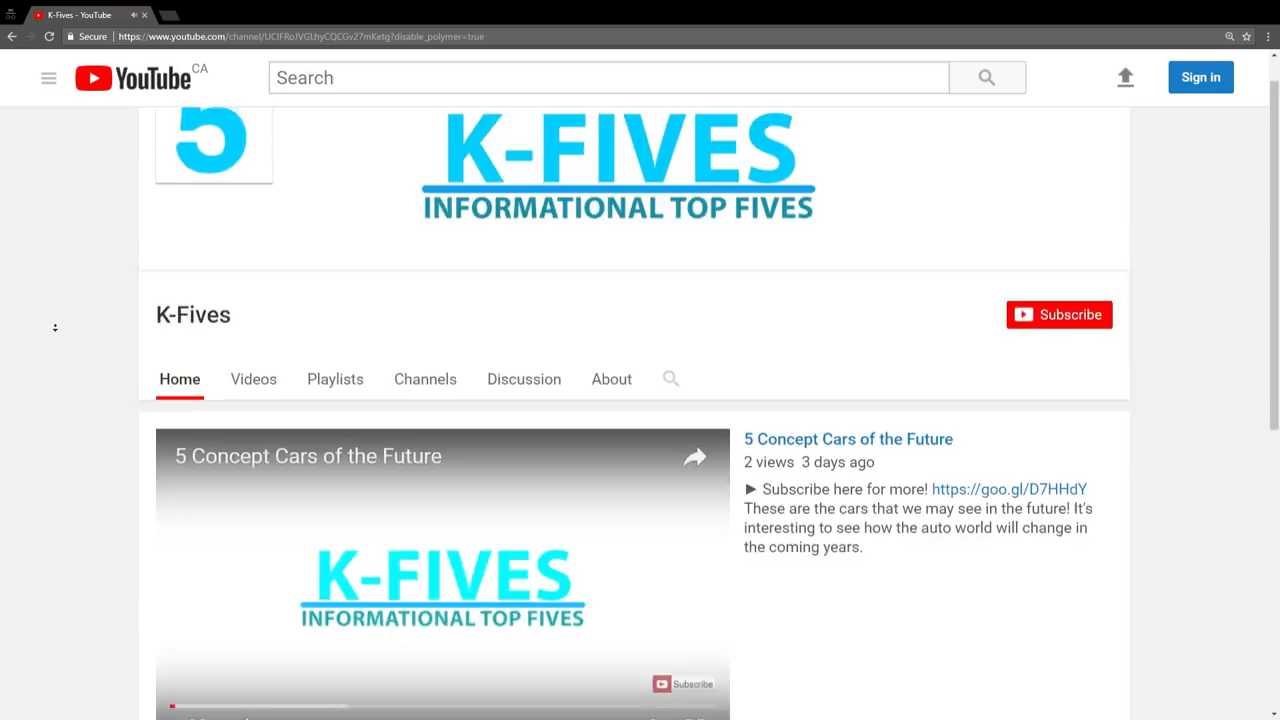 K-Fives - YouTube
Secure
https://www.youtube.com/channel/UClFRoJVGLhyCQCGv27mKetg?disable_polymer=true
YouTube CA
Search
Sign in
5
K-FIVES
INFORMATIONAL TOP FIVES
K-Fives
Subscribe
Home Videos Playlists Channels Discussion About
5 Concept Cars of the Future
K-FIVES
INFORMATIONAL TOP FIVES
Subscribe
5 Concept Cars of the Future
2 views 3 days ago
► Subscribe here for more! https://goo.gl/D7HHdY
These are the cars that we may see in the future! It's
interesting to see how the auto world will change in
the coming years.